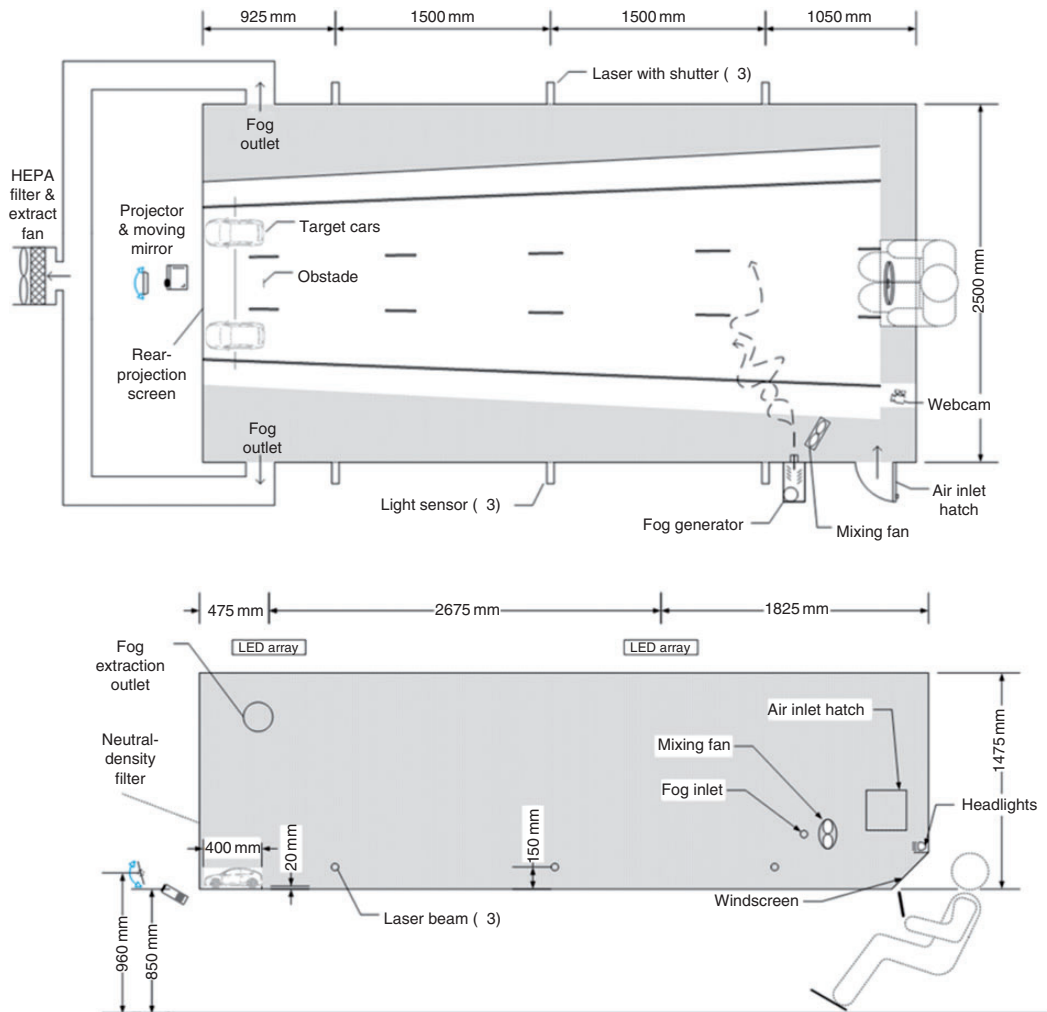 925 mm
1500 mm
1500 mm
1050 mm
Laser with shutter ( 3)
Fog
outlet
HEPA
filter &
extract
fan
Projector
& moving
mirror
Target cars
Obstade
2500 mm
Rear-
projection
screen
Webcam
Fog
outlet
Light sensor ( 3)
Fog generator
Mixing fan
Air inlet
hatch
475 mm
2675 mm
1825 mm
LED array
LED array
Fog
extraction
outlet
Air inlet hatch
Neutral-
density
filter
Mixing fan
Fog inlet
1475 mm
Headlights
400 mm
20 mm
150 mm
Windscreen
Laser beam ( 3)
960 mm
850 mm